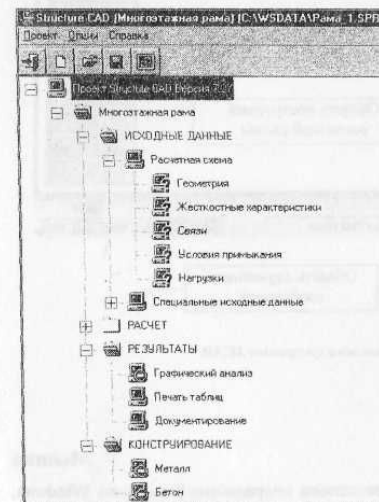 Structure CAD [Многоэтажная рама] (C:\WSDATA\Рама_1.SPR
Проект Опции Справка
Проект Structure CAD Версия 7.27
Многоэтажная рама
ИСХОДНЫЕ ДАННЫЕ
Расчетная схема
Геометрия
Жесткостные характеристики
Связи
Условия примыкания
Нагрузки
Специальные исходные данные
РАСЧЕТ
РЕЗУЛЬТАТЫ
Графический анализ
Печать таблиц
Документирование
КОНСТРУИРОВАНИЕ
Металл
Бетон